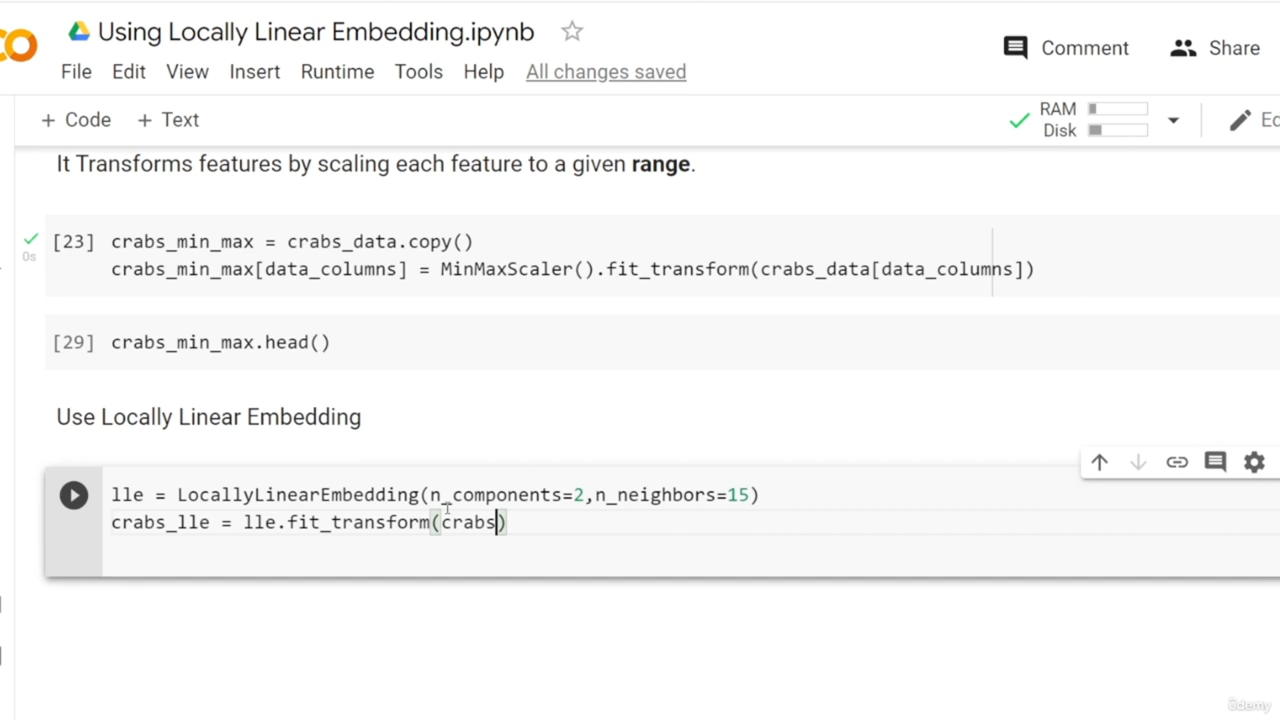 Using Locally Linear Embedding.ipynb
Comment
Share
File Edit View Insert Runtime Tools Help All changes saved
+ Code + Text
RAM
Disk
It Transforms features by scaling each feature to a given range.
[23] crabs_min_max = crabs_data.copy()
0s
crabs_min_max[data_columns] = MinMaxScaler().fit_transform(crabs_data[data_columns])
[29] crabs_min_max.head()
Use Locally Linear Embedding
lle = LocallyLinearEmbedding(n_components=2,n_neighbors=15)
crabs_lle = lle.fit_transform(crabs)
ûdemy